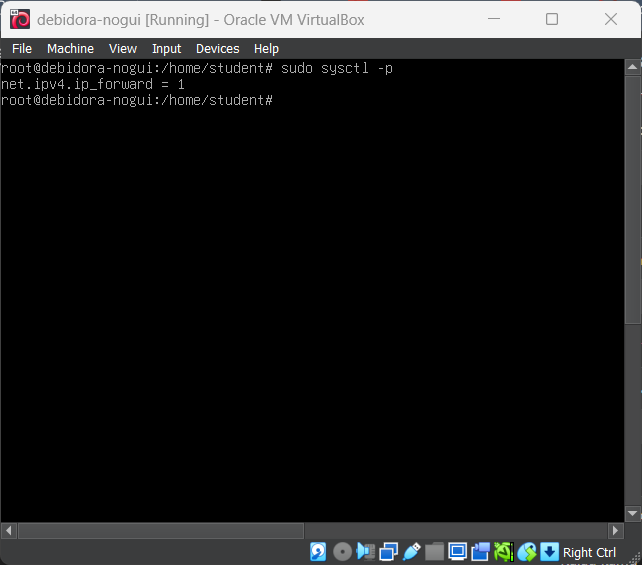 debidora-nogui [Running] - Oracle VM VirtualBox
File Machine View Input Devices Help
root@debidora-nogui:/home/student# sudo sysctl -p
net.ipv4.ip_forward = 1
root@debidora-nogui:/home/student#
Right Ctrl